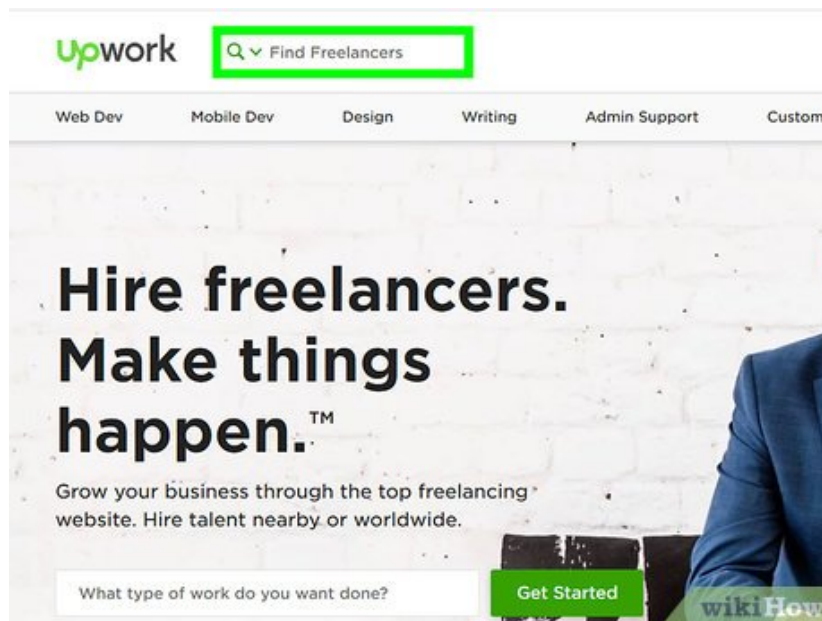 Upwork
Find Freelancers
Web Dev Mobile Dev Design Writing Admin Support Custom
Hire freelancers.
Make things
happen.™
Grow your business through the top freelancing
website. Hire talent nearby or worldwide.
What type of work do you want done? Get Started
wikiHow